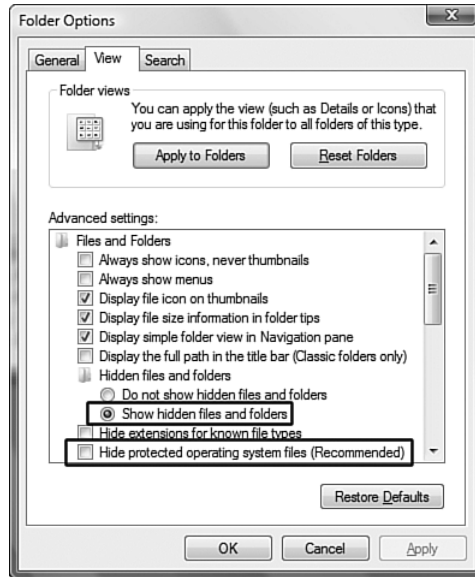 Folder Options
General View Search
Folder views
You can apply the view (such as Details or Icons) that
you are using for this folder to all folders of this type.
Apply to Folders Reset Folders
Advanced settings:
Files and Folders
Always show icons, never thumbnails
Always show menus
Display file icon on thumbnails
Display file size information in folder tips
Display simple folder view in Navigation pane
Display the full path in the title bar (Classic folders only)
Hidden files and folders
Do not show hidden files and folders
Show hidden files and folders
Hide extensions for known file types
Hide protected operating system files (Recommended)
Restore Defaults
OK Cancel Apply